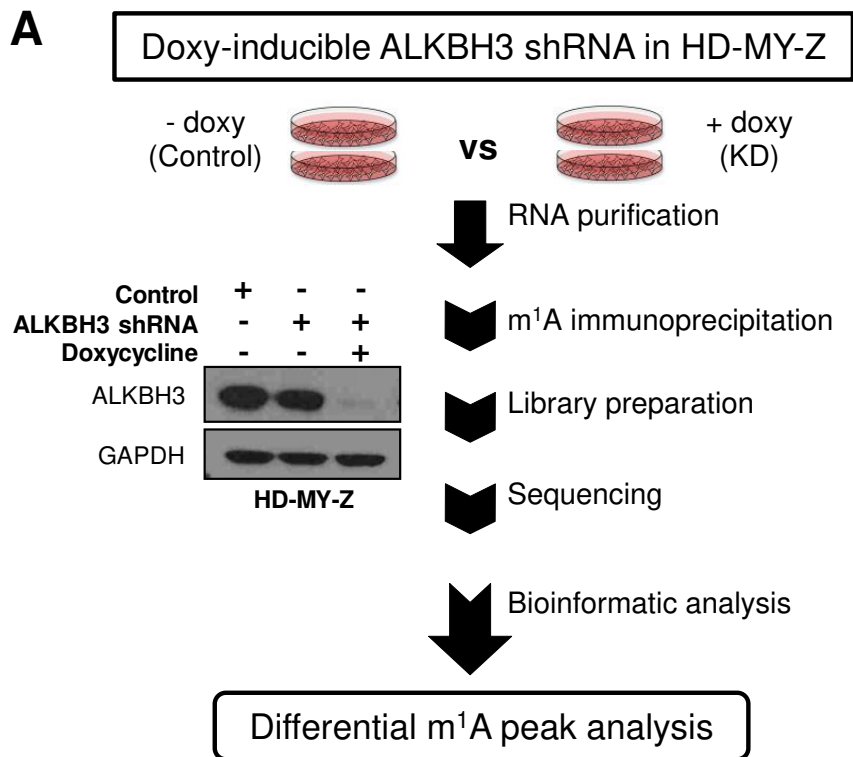 A
Doxy-inducible ALKBH3 shRNA in HD-MY-Z
- doxy
(Control)
vs
+ doxy
(KD)
RNA purification
Control + - -
ALKBH3 shRNA - + +
Doxycycline - - +
ALKBH3
GAPDH
HD-MY-Z
m¹A immunoprecipitation
Library preparation
Sequencing
Bioinformatic analysis
Differential m¹A peak analysis